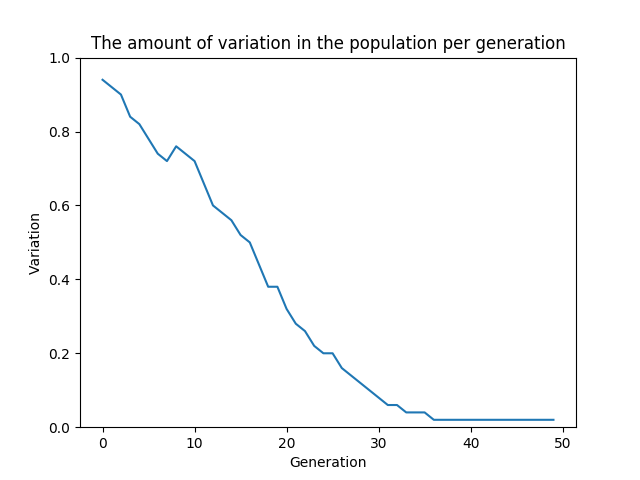 The amount of variation in the population per generation
1.0
0.8
0.6
0.4
0.2
0.0
Variation
0 10 20 30 40 50
Generation